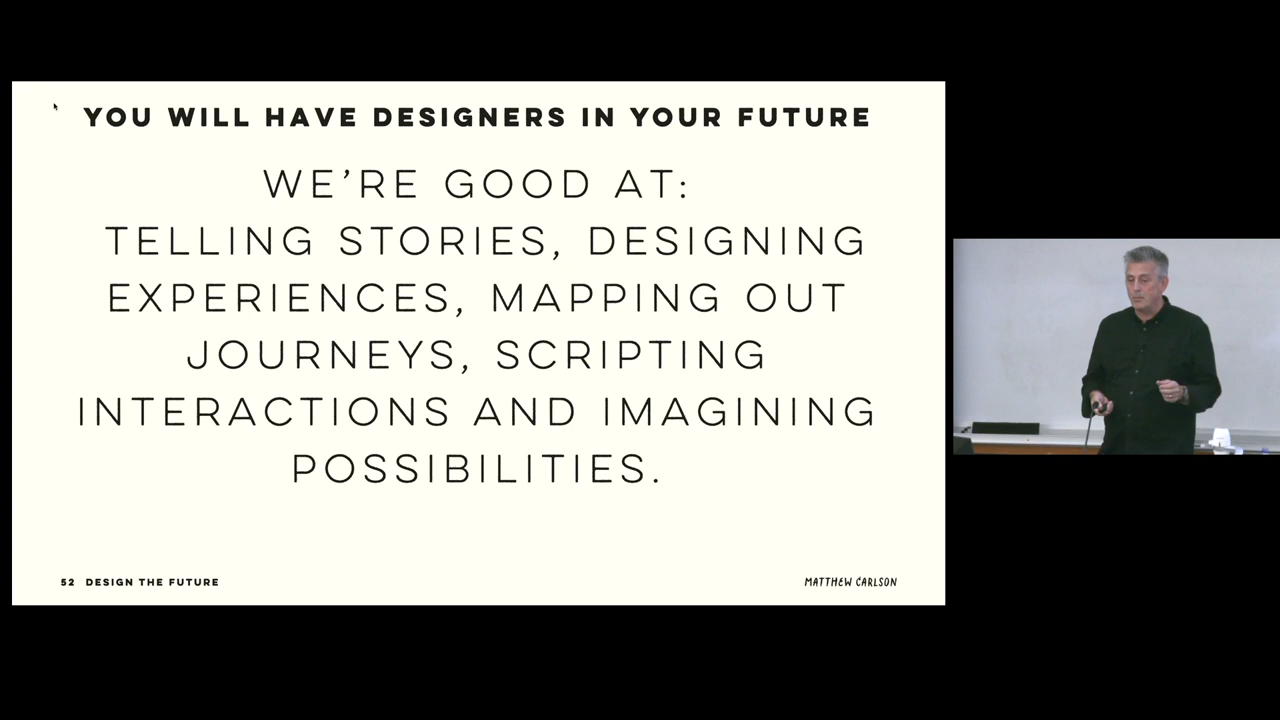 YOU WILL HAVE DESIGNERS IN YOUR FUTURE
WE’RE GOOD AT:
TELLING STORIES, DESIGNING
EXPERIENCES, MAPPING OUT
JOURNEYS, SCRIPTING
INTERACTIONS AND IMAGINING
POSSIBILITIES.
52 DESIGN THE FUTURE
MATTHEW CARLSON